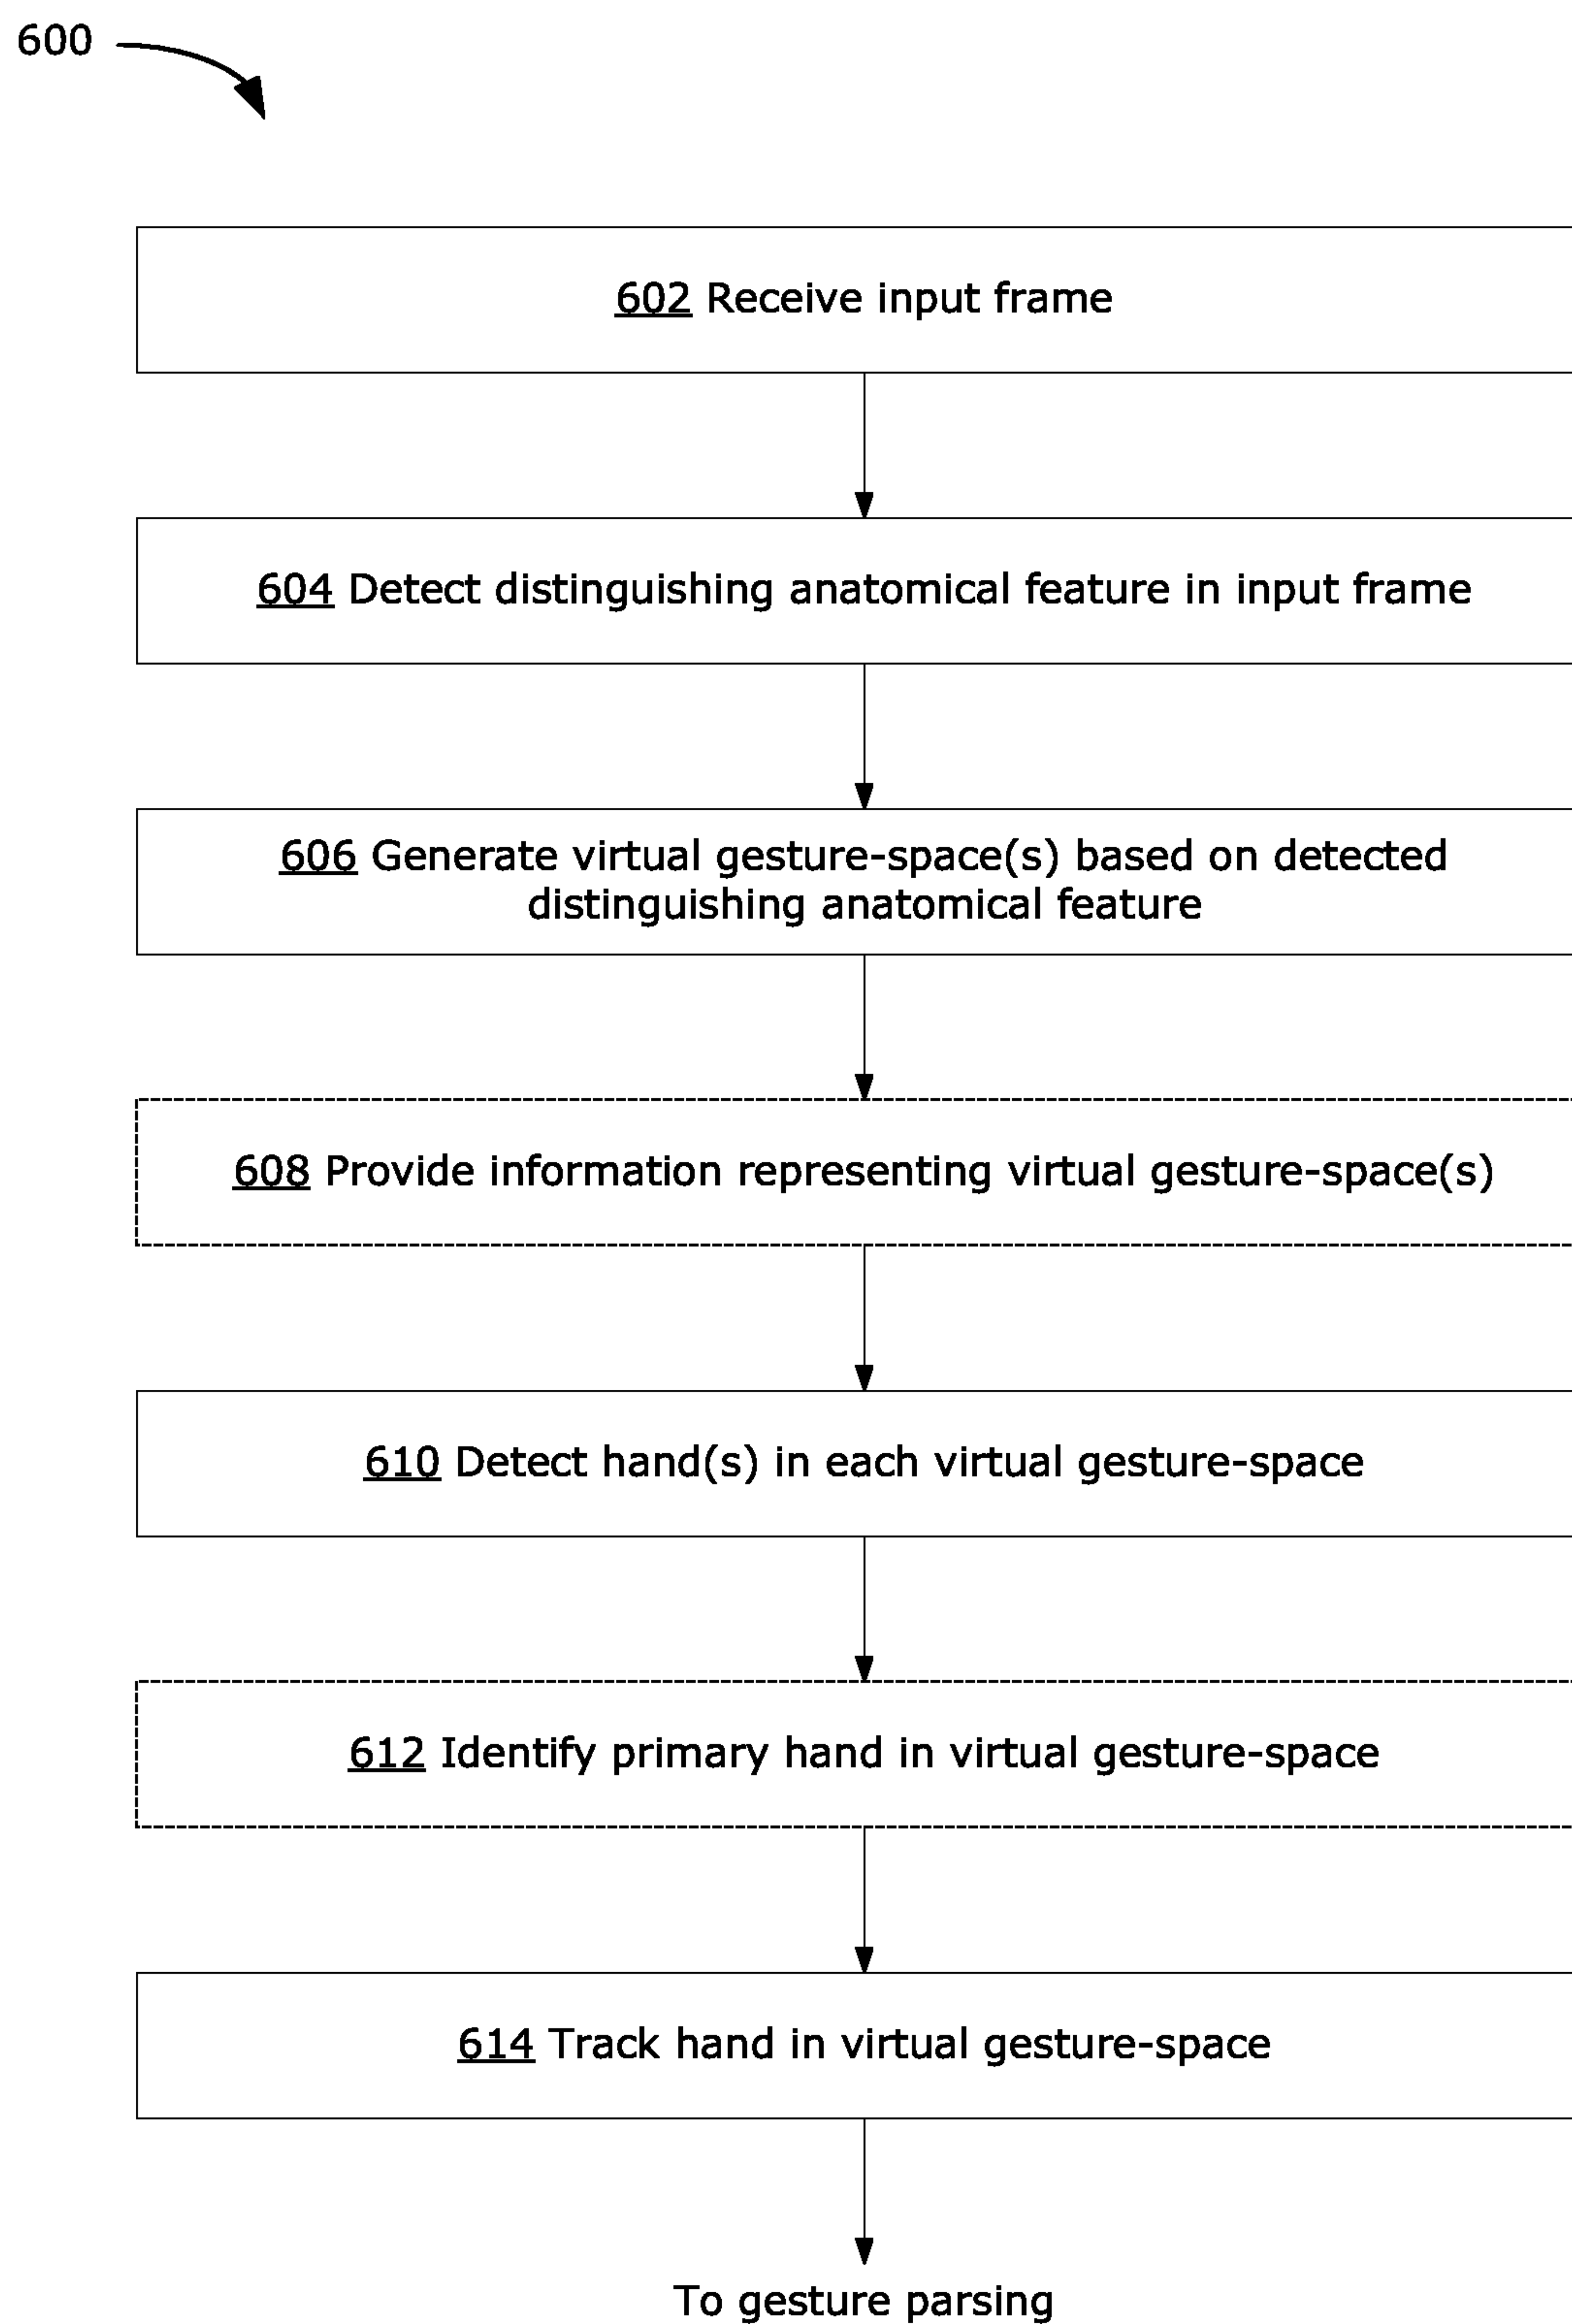 600
602 Receive input frame
604 Detect distinguishing anatomical feature in input frame
606 Generate virtual gesture-space(s) based on detected
distinguishing anatomical feature
608 Provide information representing virtual gesture-space(s)
610 Detect hand(s) in each virtual gesture-space
612 Identify primary hand in virtual gesture-space
614 Track hand in virtual gesture-space
To gesture parsing